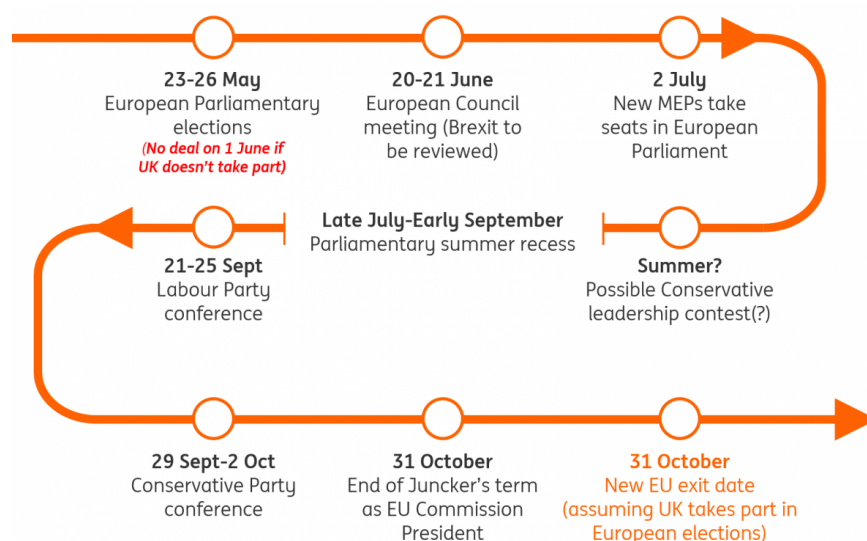 23-26 May
European Parliamentary
elections
(No deal on 1 June if
UK doesn't take part)
20-21 June
European Council
meeting (Brexit to
be reviewed)
2 July
New MEPs take
seats in European
Parliament
Summer?
Possible Conservative
leadership contest(?)
Late July-Early September
Parliamentary summer recess
21-25 Sept
Labour Party
conference
29 Sept-2 Oct
Conservative Party
conference
31 October
End of Juncker's term
as EU Commission
President
31 October
New EU exit date
(assuming UK takes part in
European elections)